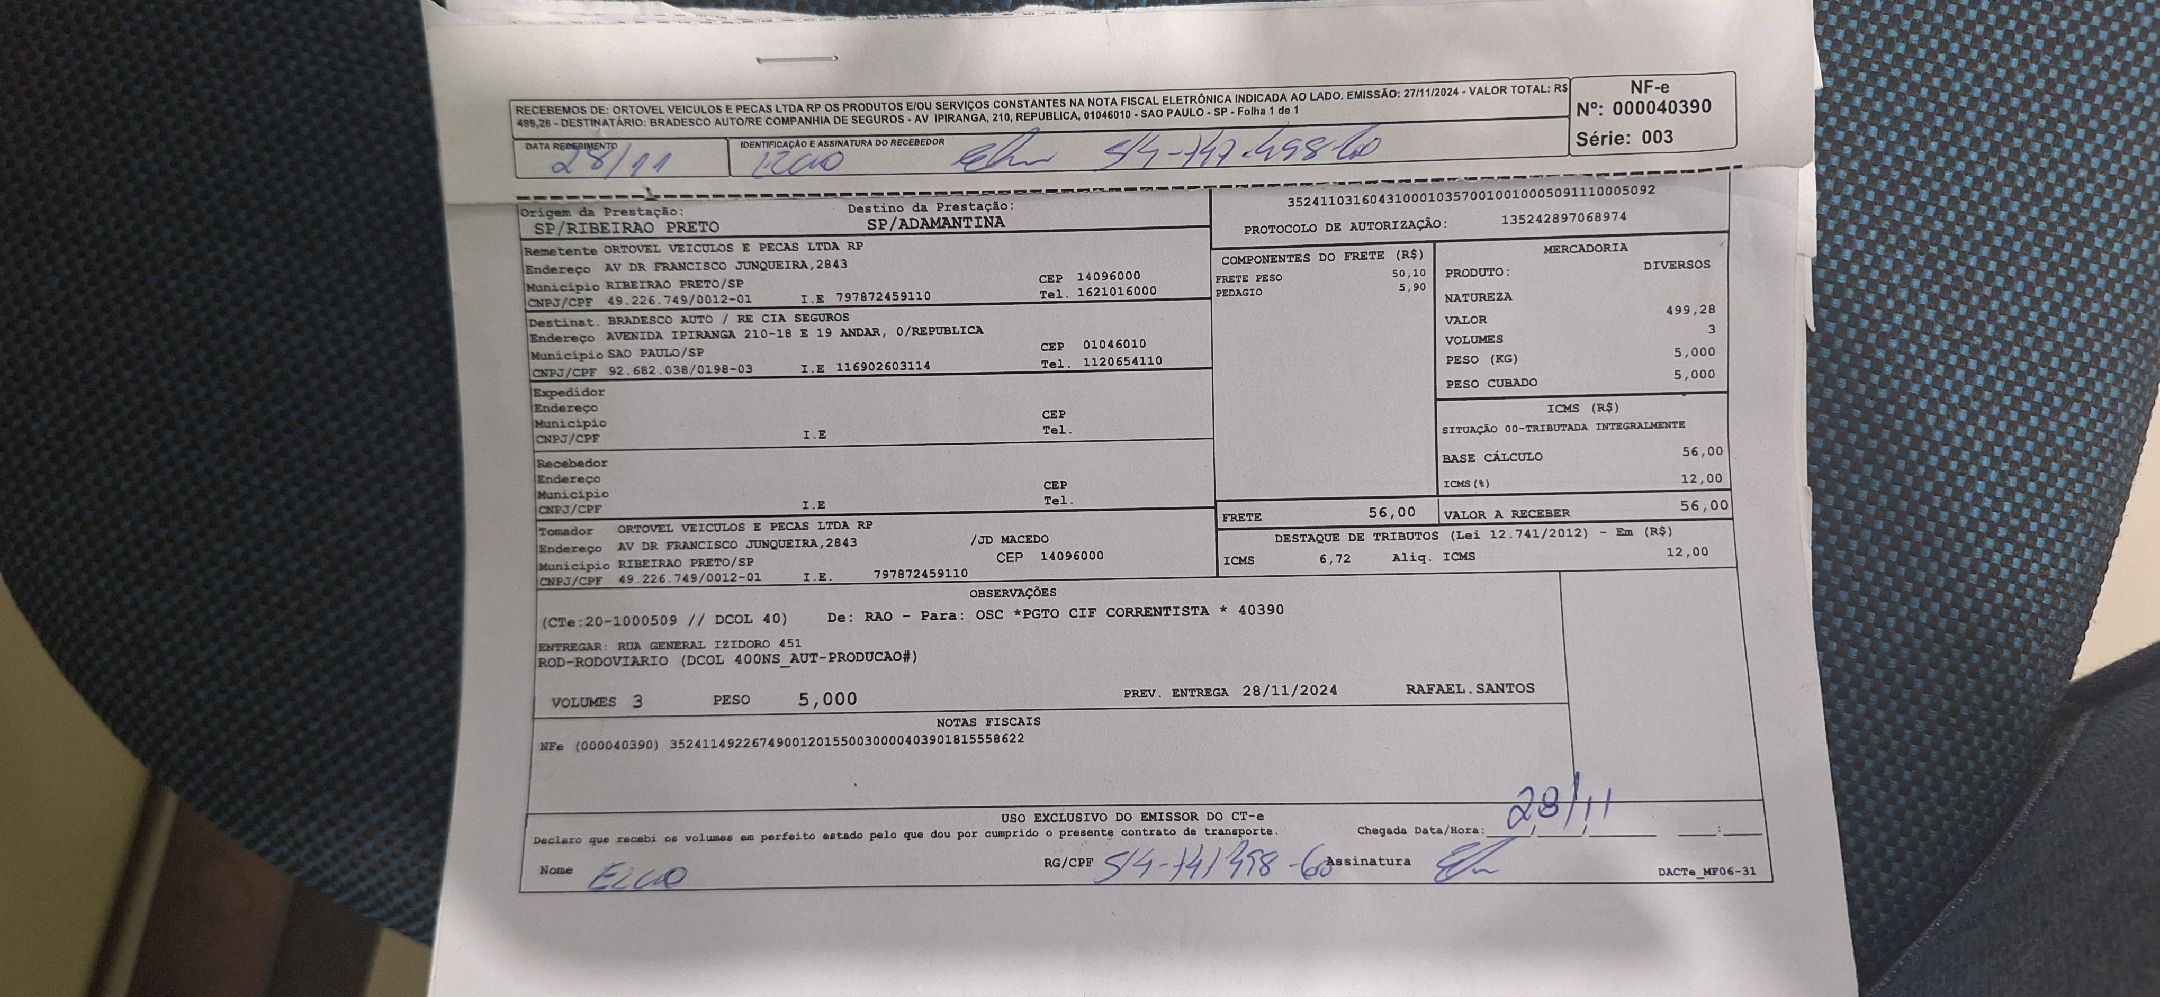 RECEBEMOS DE: ORTOVEL VEICULOS E PECAS LTDA RP OS PRODUTOS E/OU SERVIÇOS CONSTANTES NA NOTA FISCAL ELETRÔNICA INDICADA AO LADO. EMISSÃO: 27/11/2024 - VALOR TOTAL: R$
499,28 - DESTINATÁRIO: BRADESCO AUTO/RE COMPANHIA DE SEGUROS - AV IPIRANGA, 210, REPUBLICA, 01046010 - SAO PAULO - SP - Folha 1 de 1
NF-e
Nº: 000040390
Série: 003
DATA RECEBIMENTO
28/11
IDENTIFICAÇÃO E ASSINATURA DO RECEBEDOR
Origem da Prestação: Destino da Prestação:
SP/RIBEIRAO PRETO SP/ADAMANTINA
Remetente ORTOVEL VEICULOS E PECAS LTDA RP
Endereço AV DR FRANCISCO JUNQUEIRA,2843
Município RIBEIRAO PRETO/SP CEP 14096000
CNPJ/CPF 49.226.749/0012-01 I.E 797872459110 Tel. 1621016000
Destinat. BRADESCO AUTO / RE CIA SEGUROS
Endereço AVENIDA IPIRANGA 210-18 E 19 ANDAR, 0/REPUBLICA
Município SAO PAULO/SP CEP 01046010
CNPJ/CPF 92.682.038/0198-03 I.E 116902603114 Tel. 1120654110
Expedidor
Endereço
Município CEP
CNPJ/CPF I.E Tel.
Recebedor
Endereço
Município CEP
CNPJ/CPF I.E Tel.
Tomador ORTOVEL VEICULOS E PECAS LTDA RP
Endereço AV DR FRANCISCO JUNQUEIRA,2843 /JD MACEDO
Município RIBEIRAO PRETO/SP CEP 14096000
CNPJ/CPF 49.226.749/0012-01 I.E. 797872459110
35241103160431000103570010010005091110005092
PROTOCOLO DE AUTORIZAÇÃO: 135242897068974
COMPONENTES DO FRETE (R$)
FRETE PESO 50,10
PEDAGIO 5,90
FRETE 56,00
MERCADORIA
PRODUTO: DIVERSOS
NATUREZA
VALOR 499,28
VOLUMES 3
PESO (KG) 5,000
PESO CUBADO 5,000
ICMS (R$)
SITUAÇÃO 00-TRIBUTADA INTEGRALMENTE
BASE CÁLCULO 56,00
ICMS(%) 12,00
VALOR A RECEBER 56,00
DESTAQUE DE TRIBUTOS (Lei 12.741/2012) - Em (R$)
ICMS 6,72 Aliq. ICMS 12,00
OBSERVAÇÕES
(CTe:20-1000509 // DCOL 40) De: RAO - Para: OSC *PGTO CIF CORRENTISTA * 40390
ENTREGAR: RUA GENERAL IZIDORO 451
ROD-RODOVIARIO (DCOL 400NS_AUT-PRODUCAO#)
VOLUMES 3 PESO 5,000 PREV. ENTREGA 28/11/2024 RAFAEL.SANTOS
NOTAS FISCAIS
NFe (000040390) 35241149226749001201550030000403901815558622
USO EXCLUSIVO DO EMISSOR DO CT-e
Declaro que recebi os volumes em perfeito estado pelo que dou por cumprido o presente contrato de transporte. Chegada Data/Hora: 28/11
Nome RG/CPF Assinatura
DACTe_MF06-31